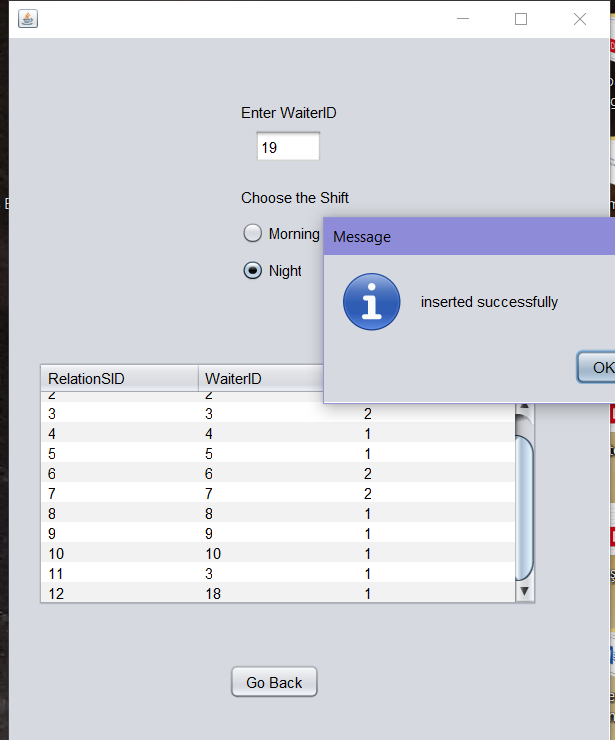 Enter WaiterID
19
Choose the Shift
Morning
Message
Night
inserted successfully
OK
RelationSID WaiterID
2 2
3 3 2
4 4 1
5 5 1
6 6 2
7 7 2
8 8 1
9 9 1
10 10 1
11 3 1
12 18 1
Go Back